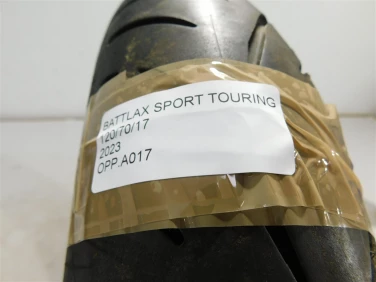 BATTLAX SPORT TOURING
120/70/17
2023
OPP.A017